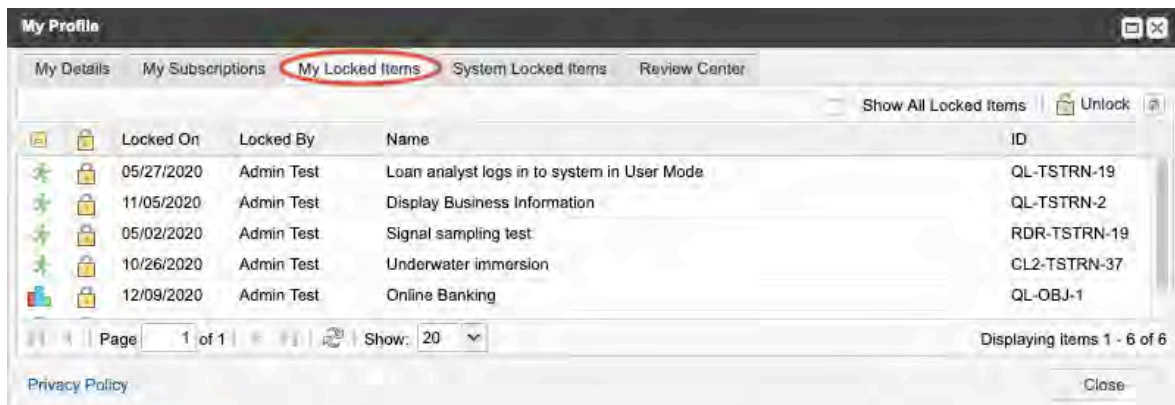 My Profile
My Details My Subscriptions My Locked Items System Locked Items Review Center
Show All Locked Items Unlock
Locked On Locked By Name ID
05/27/2020 Admin Test Loan analyst logs in to system in User Mode QL-TSTRN-19
11/05/2020 Admin Test Display Business Information QL-TSTRN-2
05/02/2020 Admin Test Signal sampling test RDR-TSTRN-19
10/26/2020 Admin Test Underwater immersion CL2-TSTRN-37
12/09/2020 Admin Test Online Banking QL-OBJ-1
Page 1 of 1 Show: 20 Displaying items 1 - 6 of 6
Privacy Policy Close